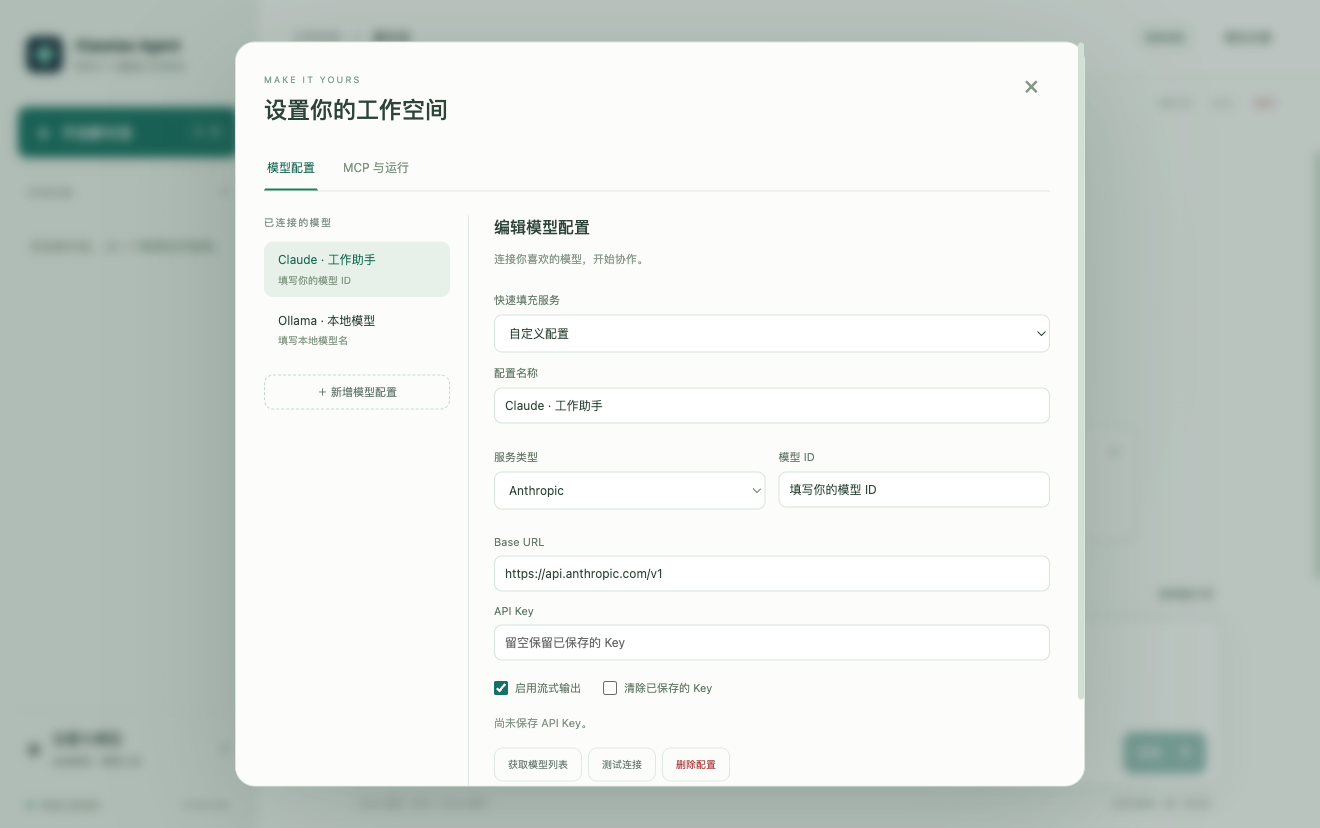 MAKE IT YOURS
设置你的工作空间
模型配置
MCP 与运行
已连接的模型
Claude · 工作助手
填写你的模型 ID
Ollama · 本地模型
填写本地模型名
+ 新增模型配置
编辑模型配置
连接你喜欢的模型，开始协作。
快速填充服务
自定义配置
配置名称
Claude · 工作助手
服务类型
模型 ID
Anthropic
填写你的模型 ID
Base URL
https://api.anthropic.com/v1
API Key
留空保留已保存的 Key
启用流式输出
清除已保存的 Key
尚未保存 API Key。
获取模型列表
测试连接
删除配置